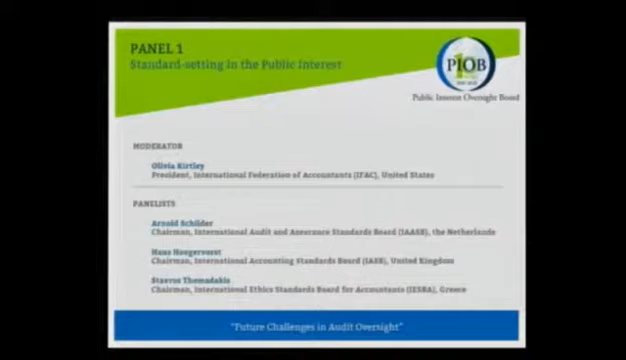 PANEL 1
Standard-setting in the Public Interest
PIOB
Public Interest Oversight Board
MODERATOR
Olivia Kirtley
President, International Federation of Accountants (IFAC), United States
PANELISTS
Arnold Schilder
Chairman, International Audit and Assurance Standards Board (IAASB), the Netherlands
Hans Hoogervorst
Chairman, International Accounting Standards Board (IASB), United Kingdom
Stavros Thomadakis
Chairman, International Ethics Standards Board for Accountants (IESBA), Greece
"Future Challenges in Audit Oversight"